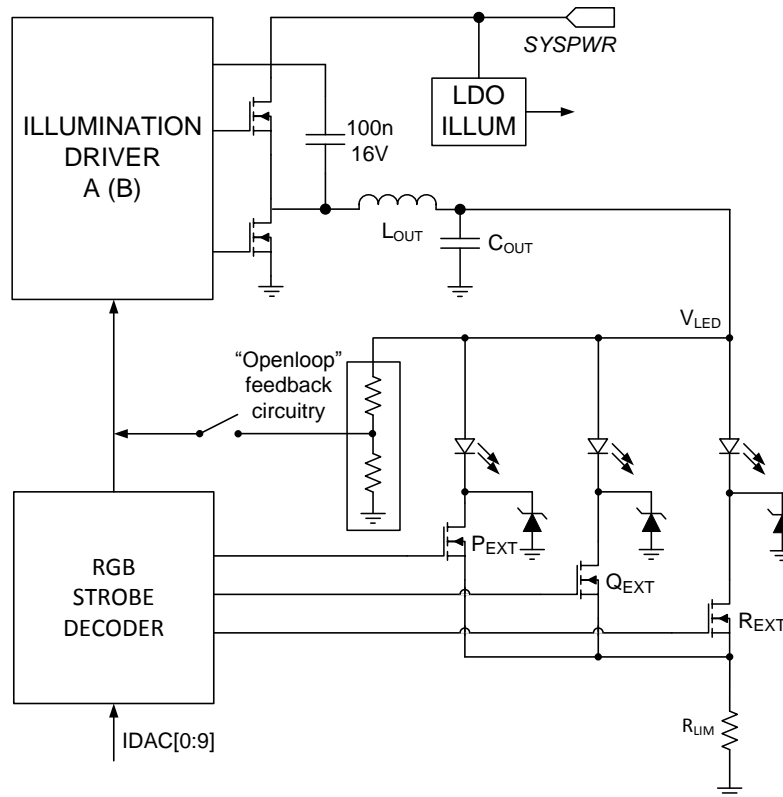 SYSPWR
ILLUMINATION
DRIVER
A (B)
100n
16V
LDO
ILLUM
LOUT
COUT
VLED
“Openloop”
feedback
circuitry
PEXT
QEXT
REXT
RGB
STROBE
DECODER
RLIM
IDAC[0:9]